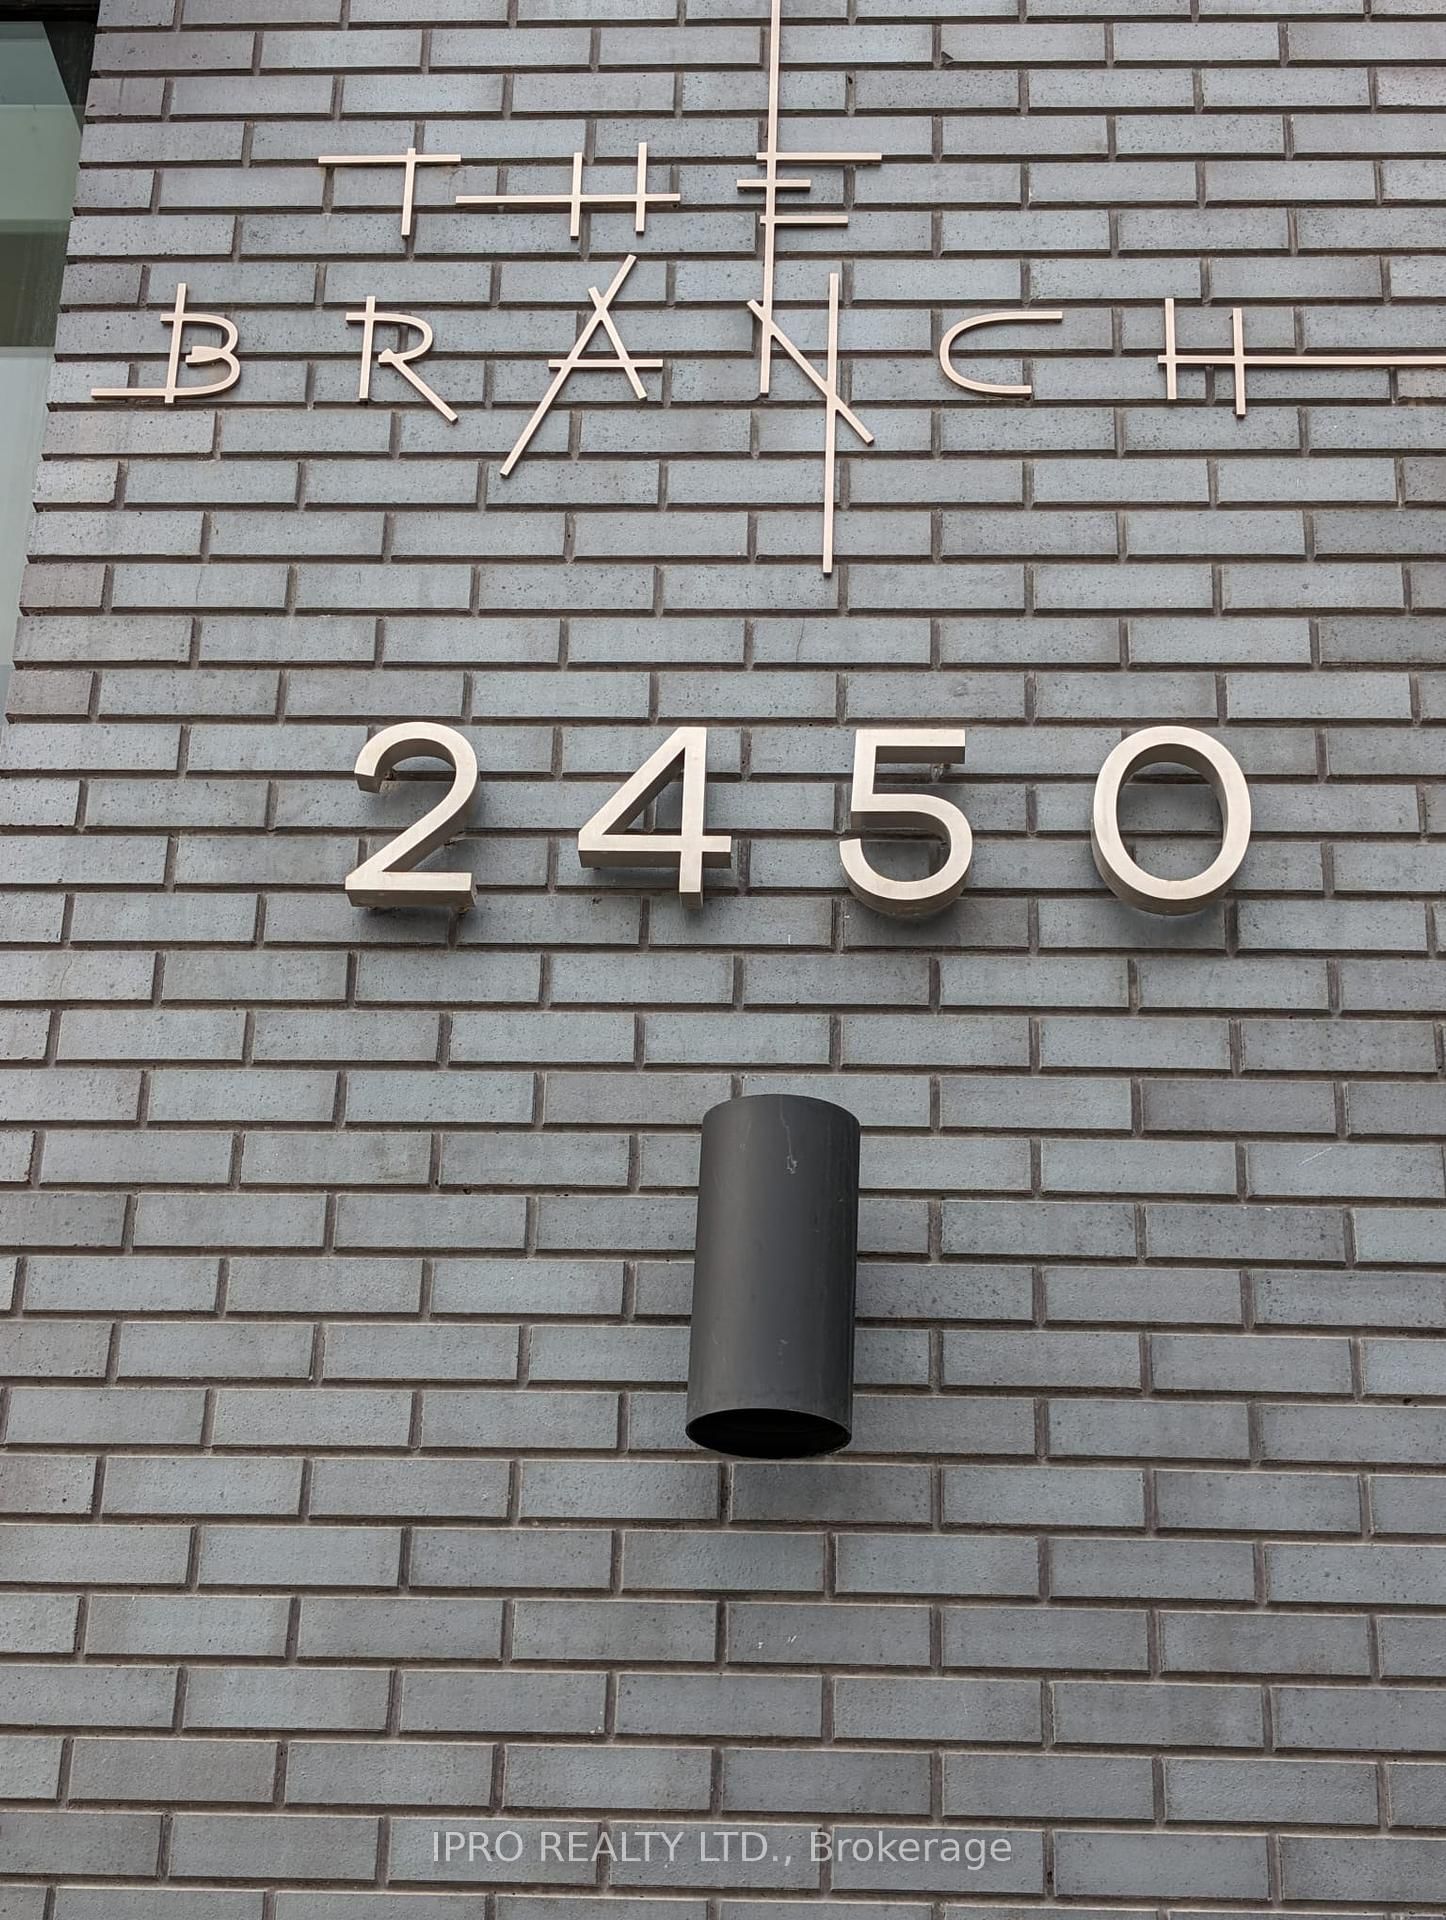 THE
BRANCH
2450
IPRO REALTY LTD., Brokerage